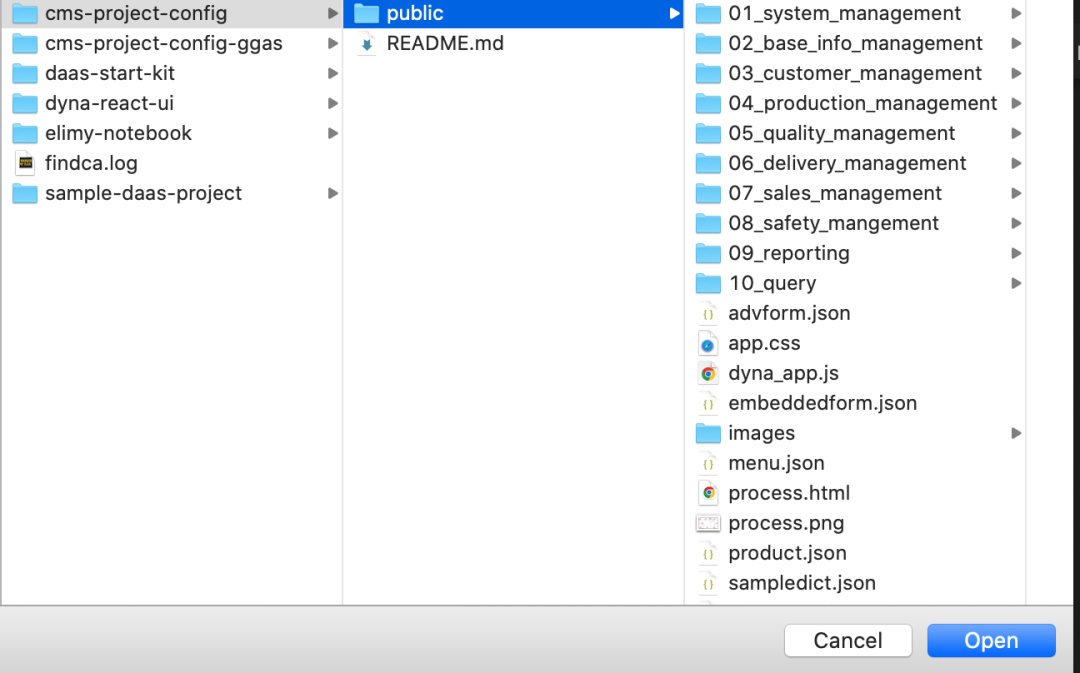 cms-project-config
cms-project-config-ggas
daas-start-kit
dyna-react-ui
elimy-notebook
findca.log
sample-daas-project
public
README.md
01_system_management
02_base_info_management
03_customer_management
04_production_management
05_quality_management
06_delivery_management
07_sales_management
08_safety_mangement
09_reporting
10_query
advform.json
app.css
dyna_app.js
embeddedform.json
images
menu.json
process.html
process.png
product.json
sampledict.json
Cancel
Open